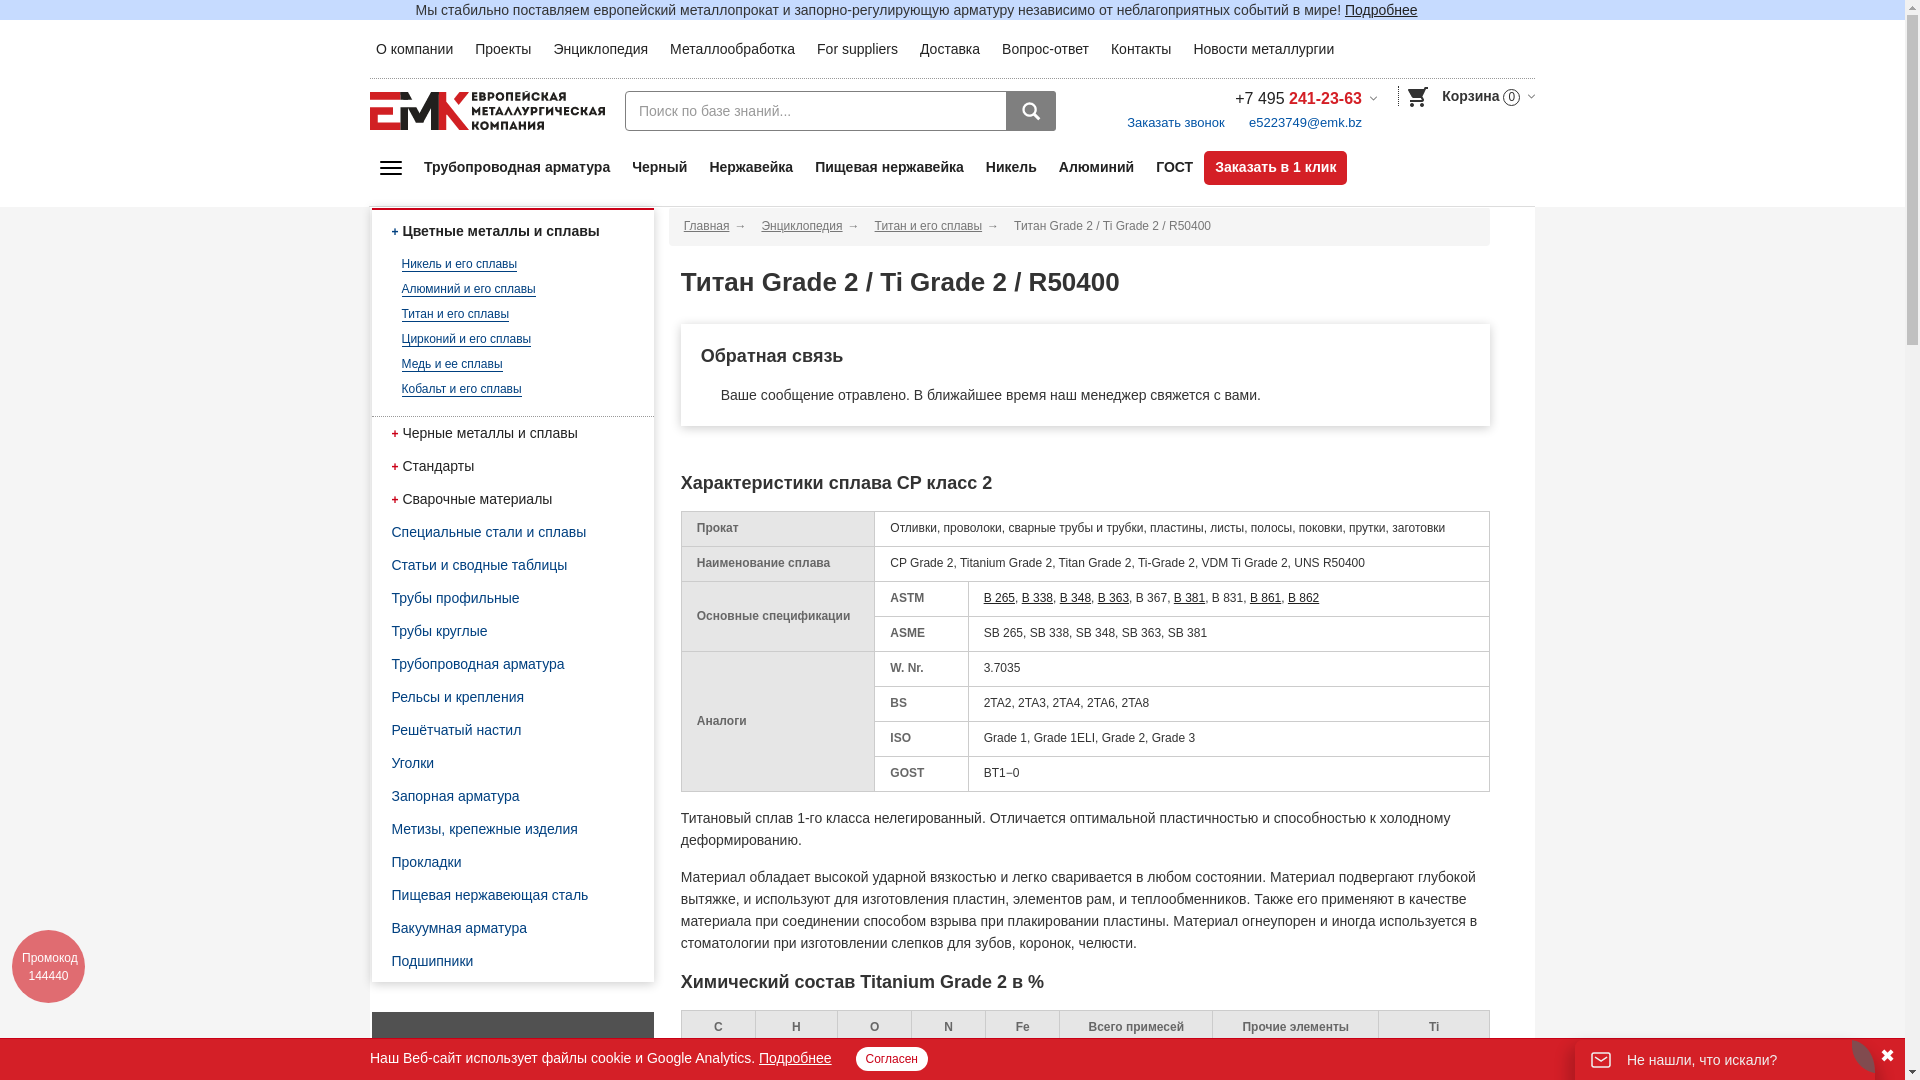 Мы стабильно поставляем европейский металлопрокат и запорно-регулирующую арматуру независимо от неблагоприятных событий в мире! Подробнее
О компании Проекты Энциклопедия Металлообработка For suppliers Доставка Вопрос-ответ Контакты Новости металлургии
ЕМК ЕВРОПЕЙСКАЯ МЕТАЛЛУРГИЧЕСКАЯ КОМПАНИЯ
Поиск по базе знаний...
+7 495 241-23-63
Заказать звонок e5223749@emk.bz
Корзина 0
Трубопроводная арматура Черный Нержавейка Пищевая нержавейка Никель Алюминий ГОСТ Заказать в 1 клик
+ Цветные металлы и сплавы
Никель и его сплавы
Алюминий и его сплавы
Титан и его сплавы
Цирконий и его сплавы
Медь и ее сплавы
Кобальт и его сплавы
+ Черные металлы и сплавы
+ Стандарты
+ Сварочные материалы
Специальные стали и сплавы
Статьи и сводные таблицы
Трубы профильные
Трубы круглые
Трубопроводная арматура
Рельсы и крепления
Решётчатый настил
Уголки
Запорная арматура
Метизы, крепежные изделия
Прокладки
Пищевая нержавеющая сталь
Вакуумная арматура
Подшипники
Главная → Энциклопедия → Титан и его сплавы → Титан Grade 2 / Ti Grade 2 / R50400
Титан Grade 2 / Ti Grade 2 / R50400
Обратная связь
Ваше сообщение отравлено. В ближайшее время наш менеджер свяжется с вами.
Характеристики сплава CP класс 2
Прокат Отливки, проволоки, сварные трубы и трубки, пластины, листы, полосы, поковки, прутки, заготовки
Наименование сплава CP Grade 2, Titanium Grade 2, Titan Grade 2, Ti-Grade 2, VDM Ti Grade 2, UNS R50400
Основные спецификации ASTM B 265, B 338, B 348, B 363, B 367, B 381, B 831, B 861, B 862
ASME SB 265, SB 338, SB 348, SB 363, SB 381
Аналоги W. Nr. 3.7035
BS 2TA2, 2TA3, 2TA4, 2TA6, 2TA8
ISO Grade 1, Grade 1ELI, Grade 2, Grade 3
GOST ВТ1−0
Титановый сплав 1-го класса нелегированный. Отличается оптимальной пластичностью и способностью к холодному
деформированию.
Материал обладает высокой ударной вязкостью и легко сваривается в любом состоянии. Материал подвергают глубокой
вытяжке, и используют для изготовления пластин, элементов рам, и теплообменников. Также его применяют в качестве
материала при соединении способом взрыва при плакировании пластины. Материал огнеупорен и иногда используется в
стоматологии при изготовлении слепков для зубов, коронок, челюсти.
Химический состав Titanium Grade 2 в %
C H O N Fe Всего примесей Прочие элементы Ti
Промокод
144440
Наш Веб-сайт использует файлы cookie и Google Analytics. Подробнее Согласен
Не нашли, что искали?